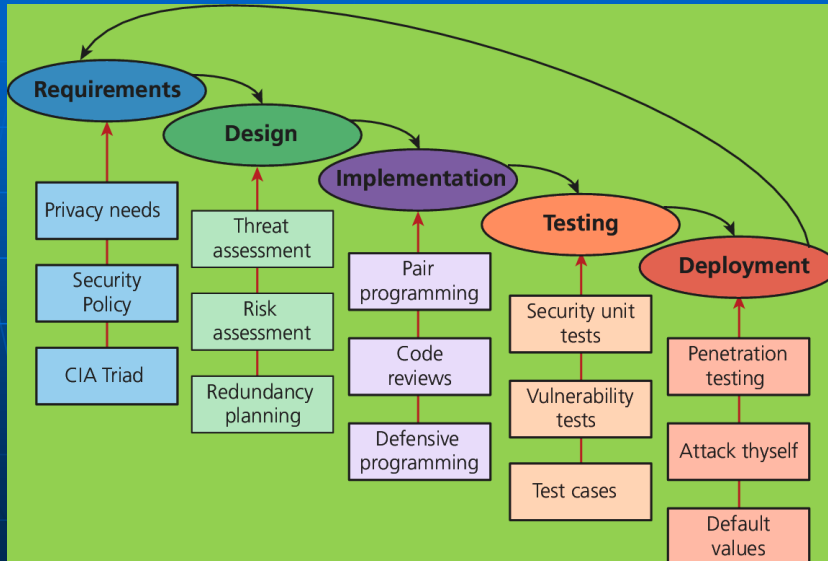 Requirements
Design
Implementation
Testing
Deployment
Privacy needs
Security
Policy
CIA Triad
Threat
assessment
Risk
assessment
Redundancy
planning
Pair
programming
Code
reviews
Defensive
programming
Security unit
tests
Vulnerability
tests
Test cases
Penetration
testing
Attack thyself
Default
values